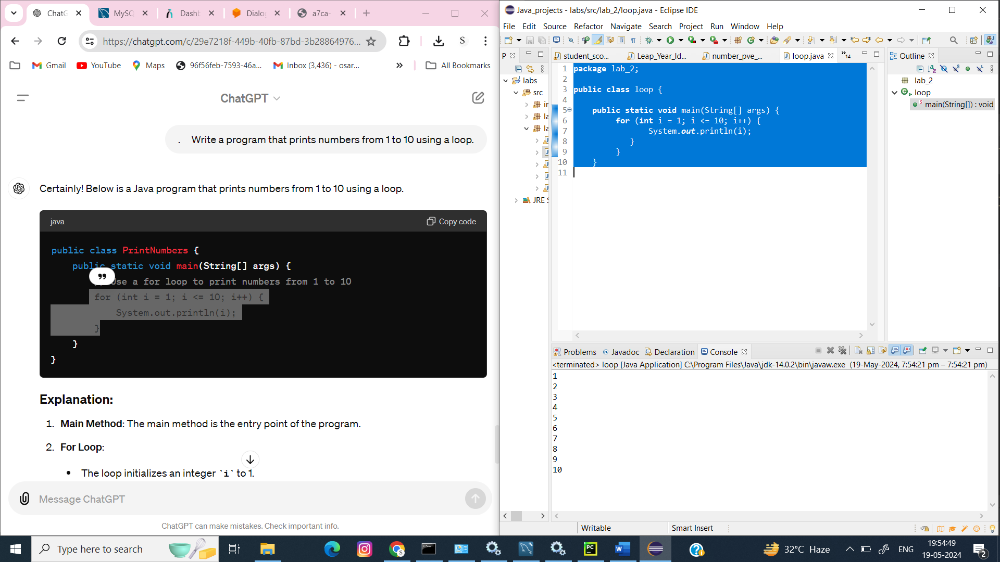 ChatG
MySQ
Dashb
Dialog
a7ca-
https://chatgpt.com/c/29e7218f-449b-40fb-87bd-3b28864976...
S
Gmail
YouTube
Maps
96f56feb-7593-46a...
Inbox (3,436) - osar...
All Bookmarks
ChatGPT
. Write a program that prints numbers from 1 to 10 using a loop.
Certainly! Below is a Java program that prints numbers from 1 to 10 using a loop.
java
Copy code
public class PrintNumbers {
public static void main(String[] args) {
Use a for loop to print numbers from 1 to 10
for (int i = 1; i <= 10; i++) {
System.out.println(i);
}
}
}
Explanation:
1. Main Method: The main method is the entry point of the program.
2. For Loop:
• The loop initializes an integer `i` to 1.
Message ChatGPT
ChatGPT can make mistakes. Check important info.
Java_projects - labs/src/lab_2/loop.java - Eclipse IDE
File Edit Source Refactor Navigate Search Project Run Window Help
P
student_sco...
Leap_Year_Id...
number_pve_...
loop.java
14
Outline
labs
src
in
la
la
JRE S
1 package lab_2;
2
3 public class loop {
4
5 public static void main(String[] args) {
6 for (int i = 1; i <= 10; i++) {
7 System.out.println(i);
8 }
9 }
10 }
11
lab_2
loop
main(String[]) : void
Problems
@ Javadoc
Declaration
Console
<terminated> loop [Java Application] C:\Program Files\Java\jdk-14.0.2\bin\javaw.exe (19-May-2024, 7:54:21 pm – 7:54:21 pm)
1
2
3
4
5
6
7
8
9
10
Writable
Smart Insert
Type here to search
32°C Haze
ENG
19:54:49
19-05-2024
2